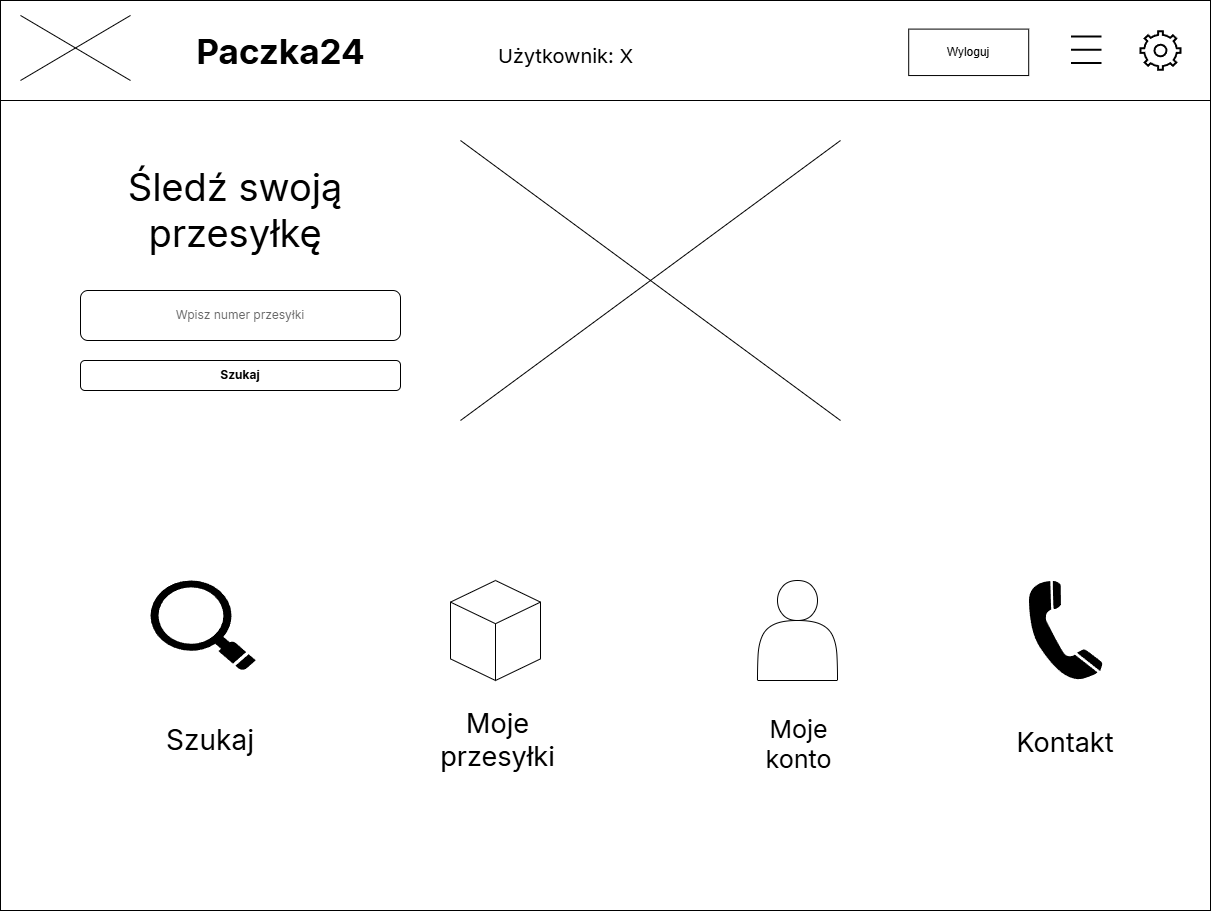 Paczka24
Użytkownik: X
Wyloguj
Śledź swoją
przesyłkę
Wpisz numer przesyłki
Szukaj
Szukaj
Moje
przesyłki
Moje
konto
Kontakt